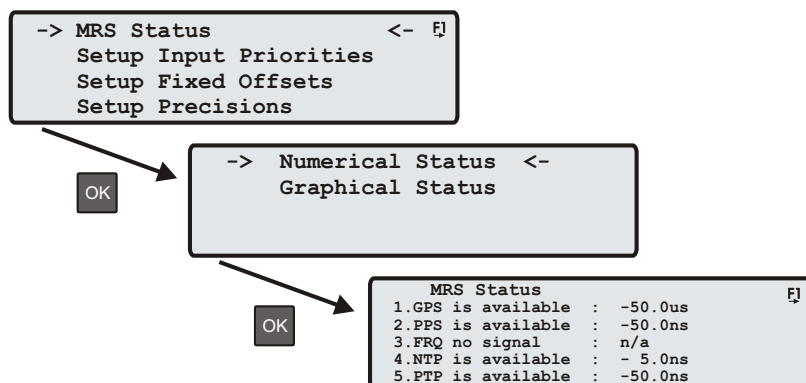 -> MRS Status <- F1
Setup Input Priorities
Setup Fixed Offsets
Setup Precisions
OK
-> Numerical Status <-
Graphical Status
OK
MRS Status F1
1.GPS is available : -50.0us
2.PPS is available : -50.0ns
3.FRQ no signal : n/a
4.NTP is available : - 5.0ns
5.PTP is available : -50.0ns